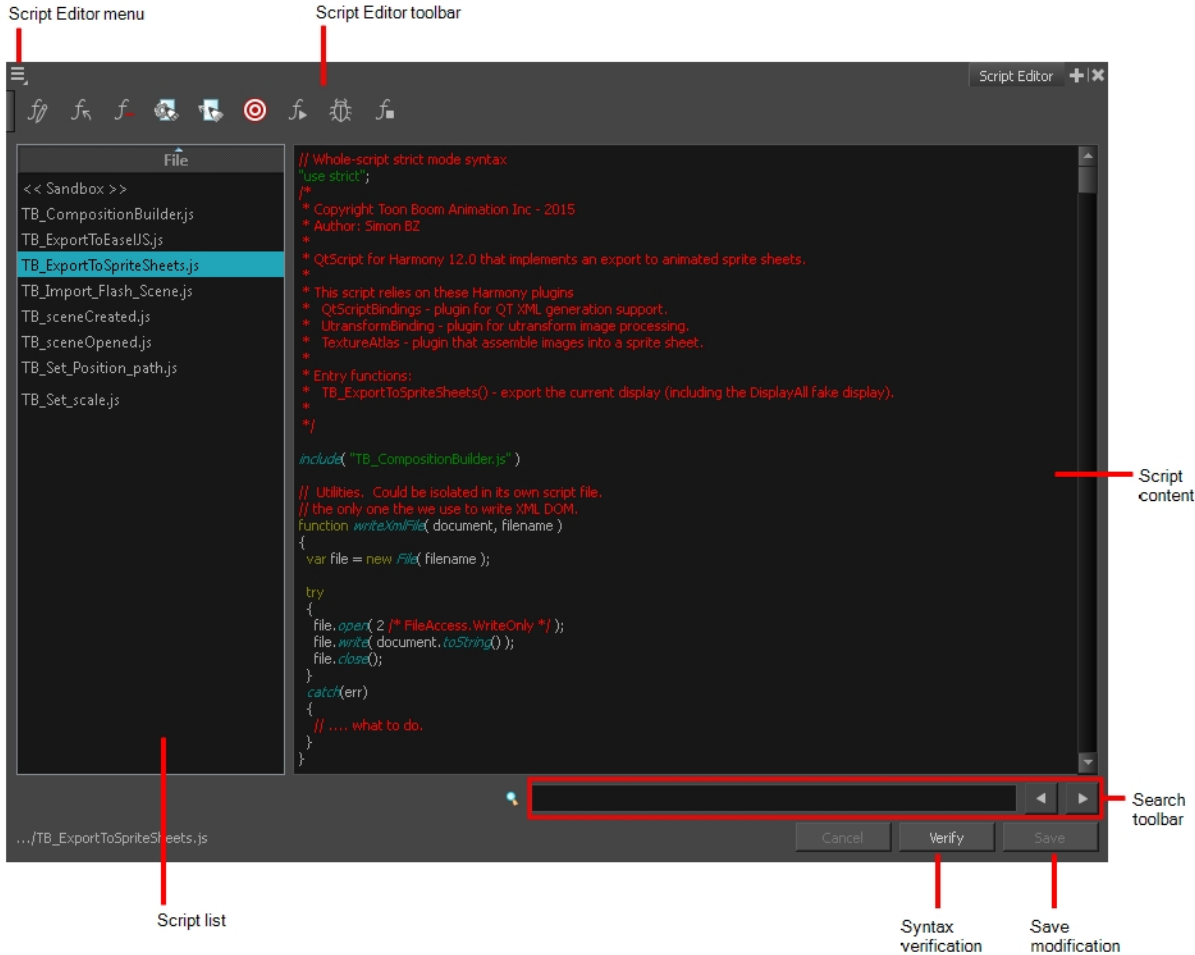 Script Editor menu
Script Editor toolbar
Script Editor
File
<< Sandbox >>
TB_CompositionBuilder.js
TB_ExportToEaselJS.js
TB_ExportToSpriteSheets.js
TB_Import_Flash_Scene.js
TB_sceneCreated.js
TB_sceneOpened.js
TB_Set_Position_path.js
TB_Set_scale.js
// Whole-script strict mode syntax
"use strict";
/*
* Copyright Toon Boom Animation Inc - 2015
* Author: Simon BZ
*
* QtScript for Harmony 12.0 that implements an export to animated sprite sheets.
*
* This script relies on these Harmony plugins
*  QtScriptBindings - plugin for QT XML generation support.
*  UtransformBinding - plugin for utransform image processing.
*  TextureAtlas - plugin that assemble images into a sprite sheet.
*
* Entry functions:
*  TB_ExportToSpriteSheets() - export the current display (including the DisplayAll fake display).
*
*/
include( "TB_CompositionBuilder.js" )
//  Utilities.  Could be isolated in its own script file.
// the only one the we use to write XML DOM.
function writeXmlFile( document, filename )
{
var file = new File( filename );
try
{
file.open( 2 /* FileAccess.WriteOnly */ );
file.write( document.toString() );
file.close();
}
catch(err)
{
// .... what to do.
}
}
Script
content
Search
toolbar
.../TB_ExportToSpriteSheets.js
Cancel
Verify
Save
Script list
Syntax
verification
Save
modification